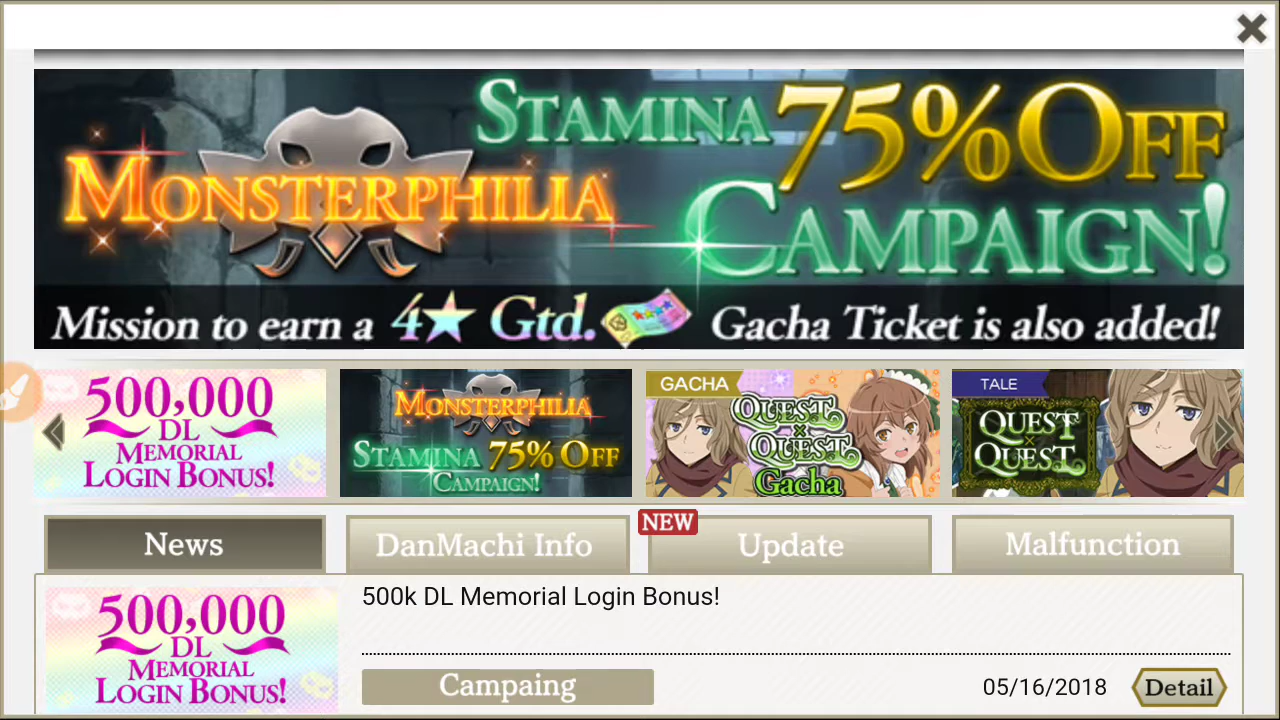 STAMINA 75% OFF
MONSTERPHILIA CAMPAIGN!
Mission to earn a 4★ Gtd. Gacha Ticket is also added!
500,000
DL
MEMORIAL
LOGIN BONUS!
MONSTERPHILIA
STAMINA 75% OFF
CAMPAIGN!
GACHA
QUEST
×
QUEST
Gacha
TALE
QUEST
×
QUEST
News
DanMachi Info
NEW
Update
Malfunction
500,000
DL
MEMORIAL
LOGIN BONUS!
500k DL Memorial Login Bonus!
Campaing
05/16/2018
Detail